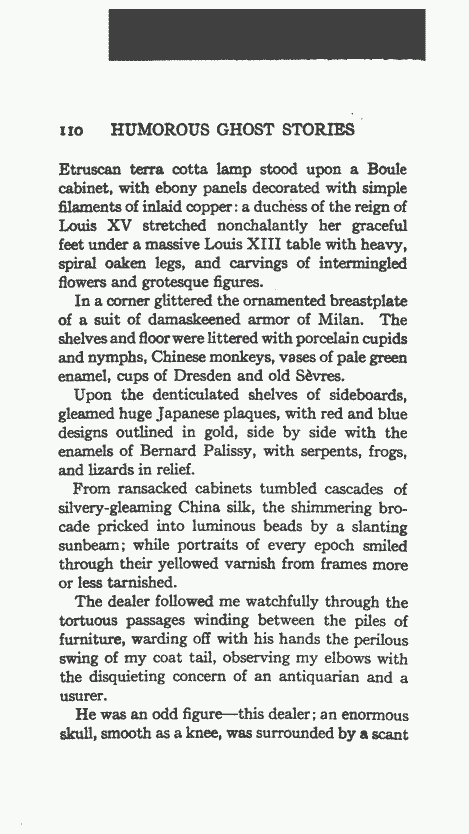 110 HUMOROUS GHOST STORIES
Etruscan terra cotta lamp stood upon a Boule
cabinet, with ebony panels decorated with simple
filaments of inlaid copper: a duchess of the reign of
Louis XV stretched nonchalantly her graceful
feet under a massive Louis XIII table with heavy,
spiral oaken legs, and carvings of intermingled
flowers and grotesque figures.
In a corner glittered the ornamented breastplate
of a suit of damaskeened armor of Milan. The
shelves and floor were littered with porcelain cupids
and nymphs, Chinese monkeys, vases of pale green
enamel, cups of Dresden and old Sèvres.
Upon the denticulated shelves of sideboards,
gleamed huge Japanese plaques, with red and blue
designs outlined in gold, side by side with the
enamels of Bernard Palissy, with serpents, frogs,
and lizards in relief.
From ransacked cabinets tumbled cascades of
silvery-gleaming China silk, the shimmering bro-
cade pricked into luminous beads by a slanting
sunbeam; while portraits of every epoch smiled
through their yellowed varnish from frames more
or less tarnished.
The dealer followed me watchfully through the
tortuous passages winding between the piles of
furniture, warding off with his hands the perilous
swing of my coat tail, observing my elbows with
the disquieting concern of an antiquarian and a
usurer.
He was an odd figure—this dealer; an enormous
skull, smooth as a knee, was surrounded by a scant